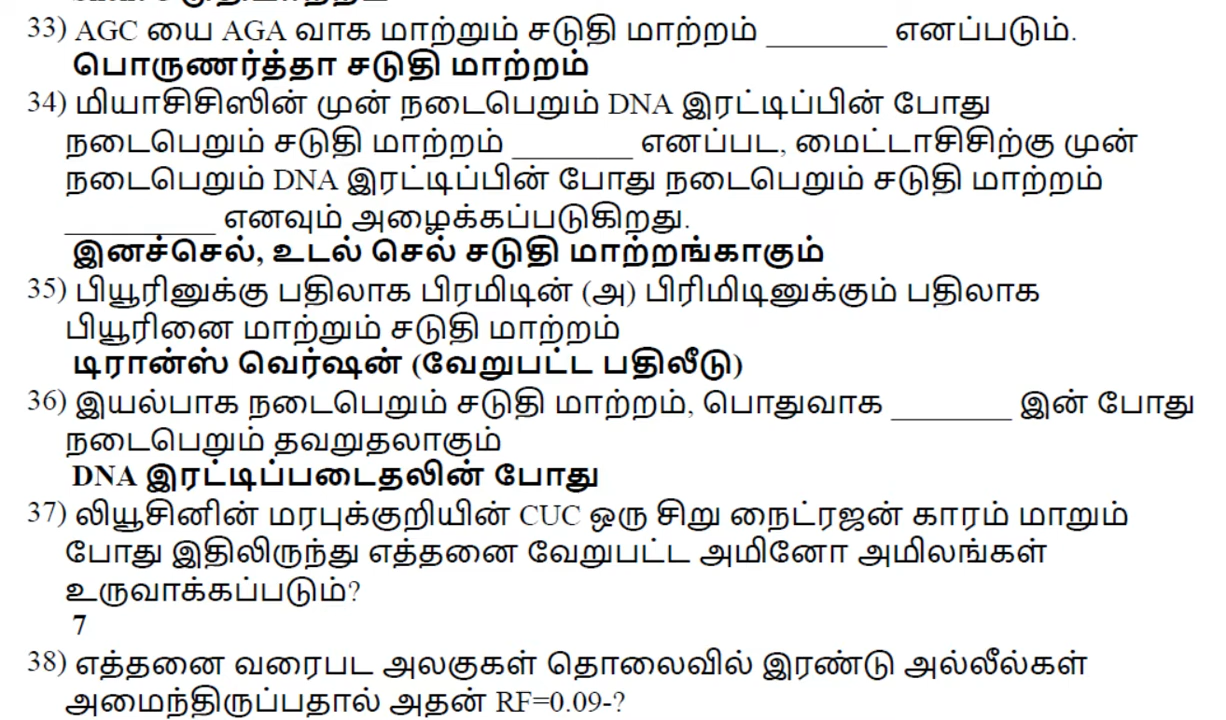 33) AGC யை AGA வாக மாற்றும் சடுதி மாற்றம் ________ எனப்படும்.
பொருணர்த்தா சடுதி மாற்றம்
34) மியாசிசிஸின் முன் நடைபெறும் DNA இரட்டிப்பின் போது
நடைபெறும் சடுதி மாற்றம் ________ எனப்பட, மைட்டாசிசிற்கு முன்
நடைபெறும் DNA இரட்டிப்பின் போது நடைபெறும் சடுதி மாற்றம்
__________ எனவும் அழைக்கப்படுகிறது.
இனச்செல், உடல் செல் சடுதி மாற்றங்காகும்
35) பியூரினுக்கு பதிலாக பிரமிடின் (அ) பிரிமிடினுக்கும் பதிலாக
பியூரினை மாற்றும் சடுதி மாற்றம்
டிரான்ஸ் வெர்ஷன் (வேறுபட்ட பதிலீடு)
36) இயல்பாக நடைபெறும் சடுதி மாற்றம், பொதுவாக ________ இன் போது
நடைபெறும் தவறுதலாகும்
DNA இரட்டிப்படைதலின் போது
37) லியூசினின் மரபுக்குறியின் CUC ஒரு சிறு நைட்ரஜன் காரம் மாறும்
போது இதிலிருந்து எத்தனை வேறுபட்ட அமினோ அமிலங்கள்
உருவாக்கப்படும்?
7
38) எத்தனை வரைபட அலகுகள் தொலைவில் இரண்டு அல்லீல்கள்
அமைந்திருப்பதால் அதன் RF=0.09-?